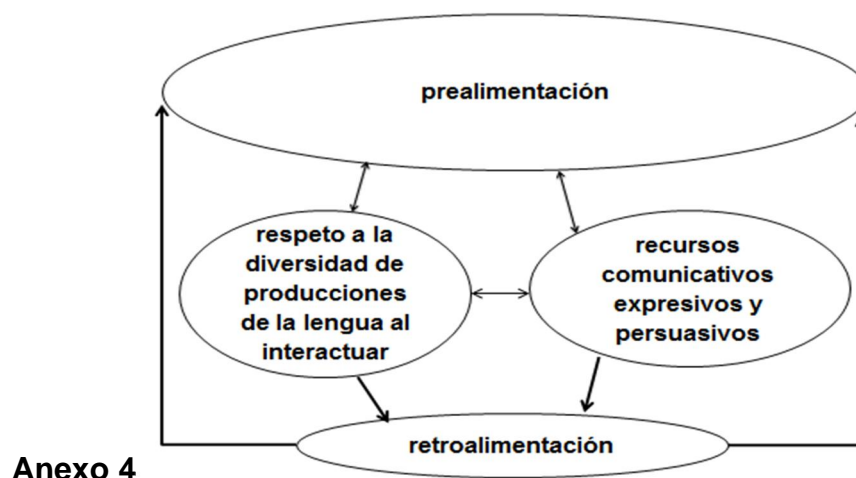 prealimentación
respeto a la
diversidad de
producciones
de la lengua al
interactuar
recursos
comunicativos
expresivos y
persuasivos
retroalimentación
Anexo 4